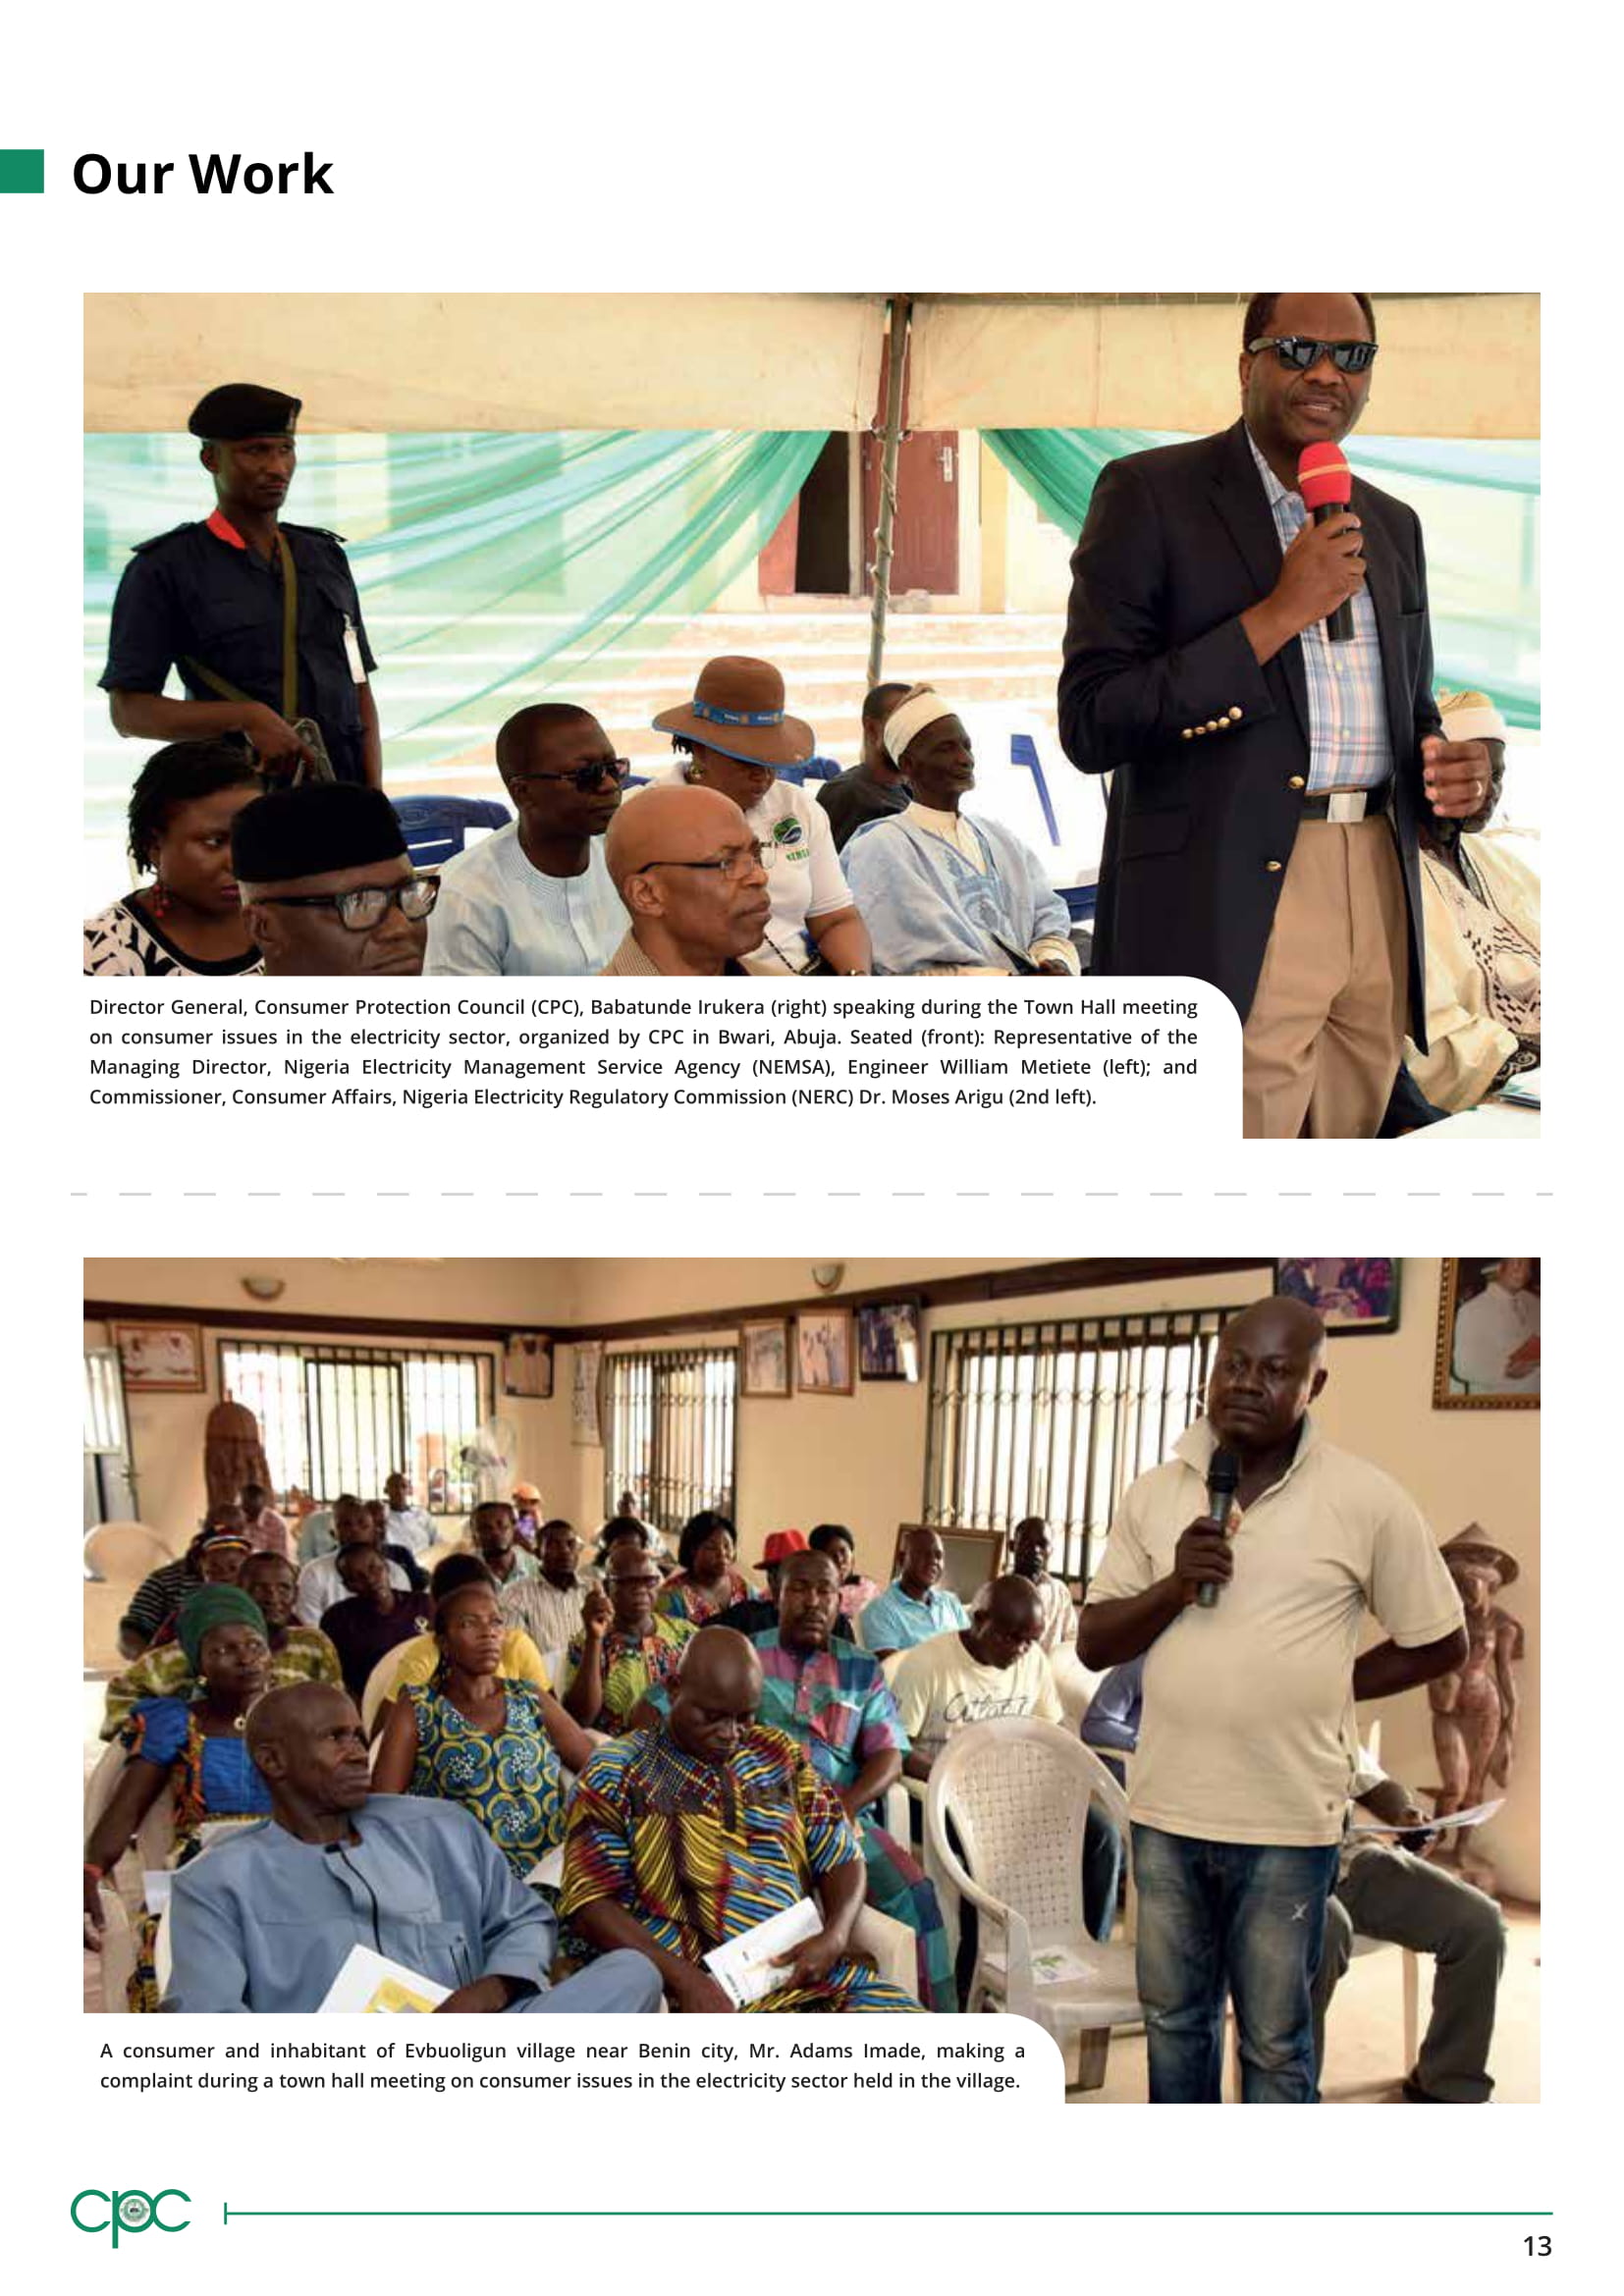 Our Work
NEMSA
Director General, Consumer Protection Council (CPC), Babatunde Irukera (right) speaking during the Town Hall meeting
on consumer issues in the electricity sector, organized by CPC in Bwari, Abuja. Seated (front): Representative of the
Managing Director, Nigeria Electricity Management Service Agency (NEMSA), Engineer William Metiete (left); and
Commissioner, Consumer Affairs, Nigeria Electricity Regulatory Commission (NERC) Dr. Moses Arigu (2nd left).
A consumer and inhabitant of Evbuoligun village near Benin city, Mr. Adams Imade, making a
complaint during a town hall meeting on consumer issues in the electricity sector held in the village.
cpc
13